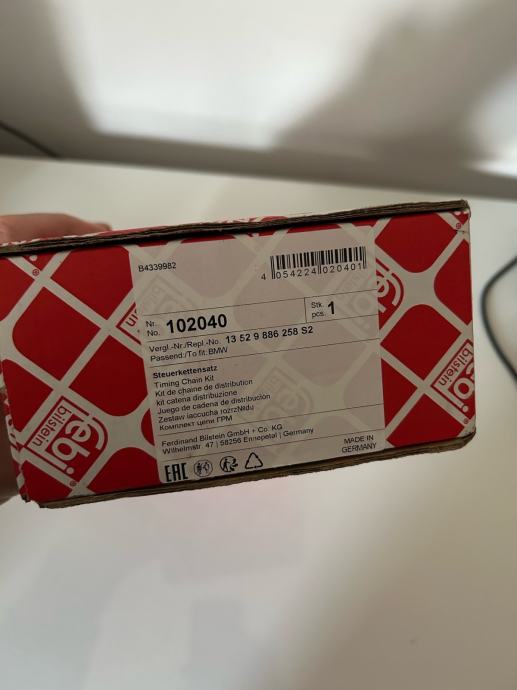 B4339982
4 054224 020401
Nr.
No. 102040
Stk.
pcs. 1
Vergl.-Nr./Repl.-No. 13 52 9 886 258 S2
Passend./To fit: BMW
Steuerkettensatz
Timing Chain Kit
Kit de chaîne de distribution
kit catena distribuzione
Juego de cadena de distribución
Zestaw łańcucha rozrządu
Комплект цепи ГРМ
Ferdinand Bilstein GmbH + Co. KG
Wilhelmstr. 47 | 58256 Ennepetal | Germany
MADE IN
GERMANY
EAC
febi
bilstein